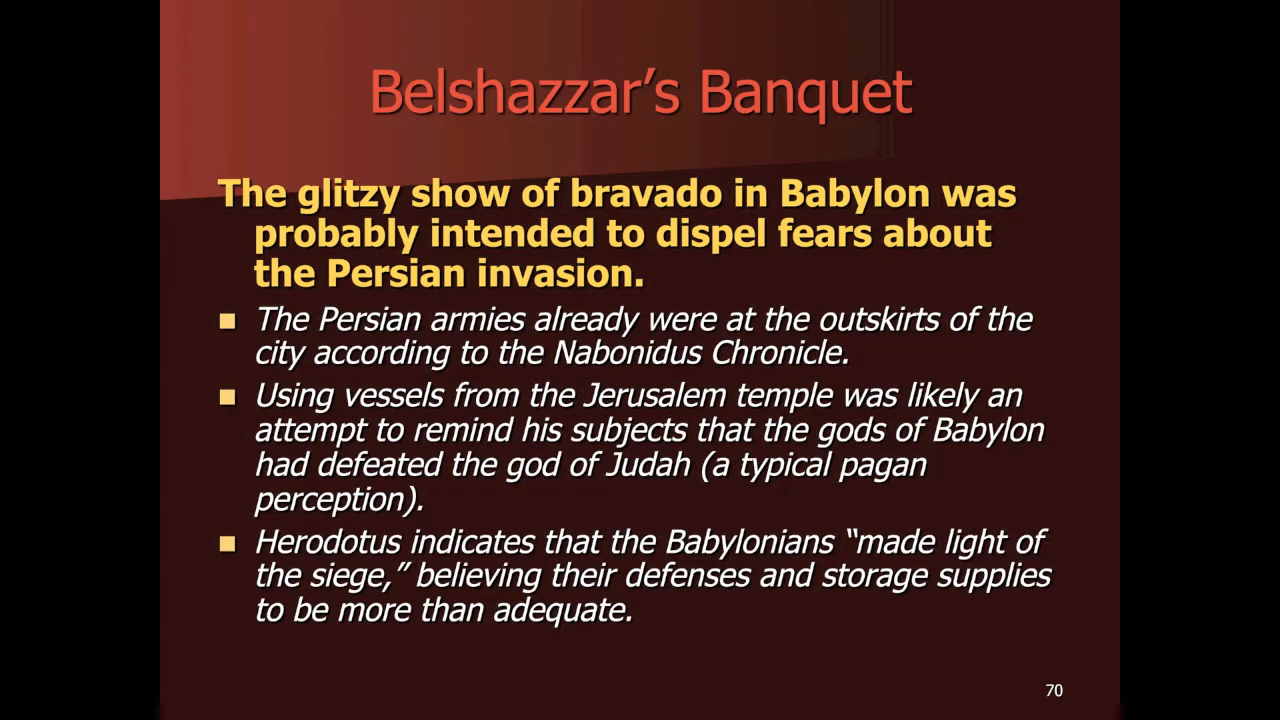 Belshazzar’s Banquet
The glitzy show of bravado in Babylon was
probably intended to dispel fears about
the Persian invasion.
The Persian armies already were at the outskirts of the
city according to the Nabonidus Chronicle.
Using vessels from the Jerusalem temple was likely an
attempt to remind his subjects that the gods of Babylon
had defeated the god of Judah (a typical pagan
perception).
Herodotus indicates that the Babylonians “made light of
the siege,” believing their defenses and storage supplies
to be more than adequate.
70